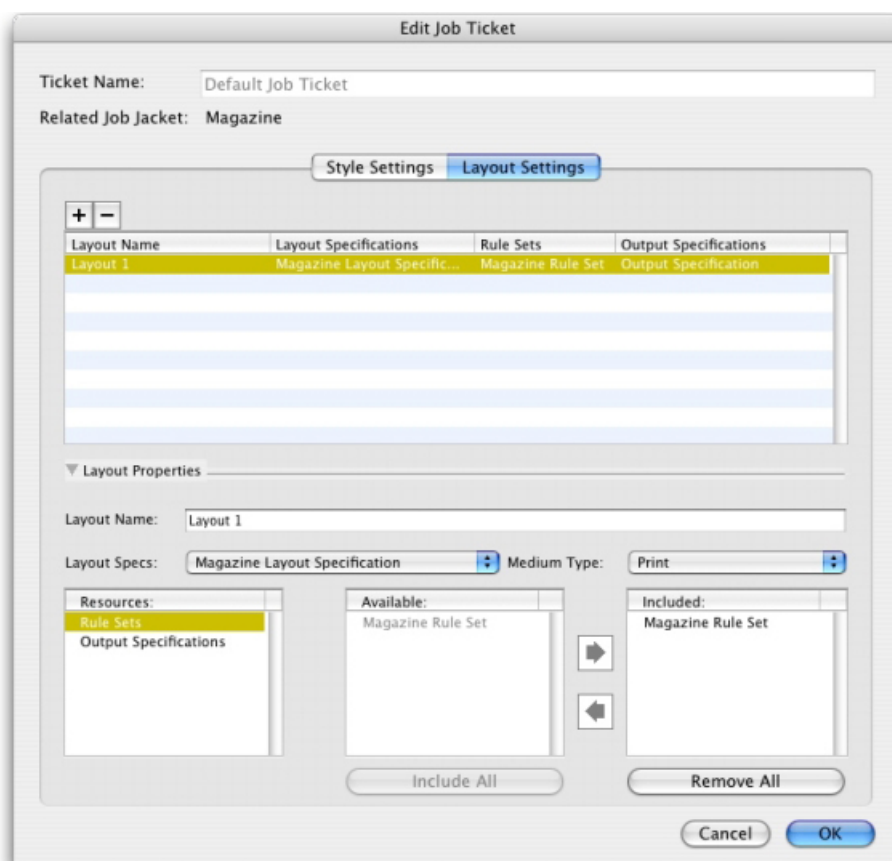 Edit Job Ticket
Ticket Name: Default Job Ticket
Related Job Jacket: Magazine
Style Settings Layout Settings
+ −
Layout Name Layout Specifications Rule Sets Output Specifications
Layout 1 Magazine Layout Specific... Magazine Rule Set Output Specification
Layout Properties
Layout Name: Layout 1
Layout Specs: Magazine Layout Specification Medium Type: Print
Resources: Available: Included:
Rule Sets Magazine Rule Set Magazine Rule Set
Output Specifications
Include All Remove All
Cancel OK